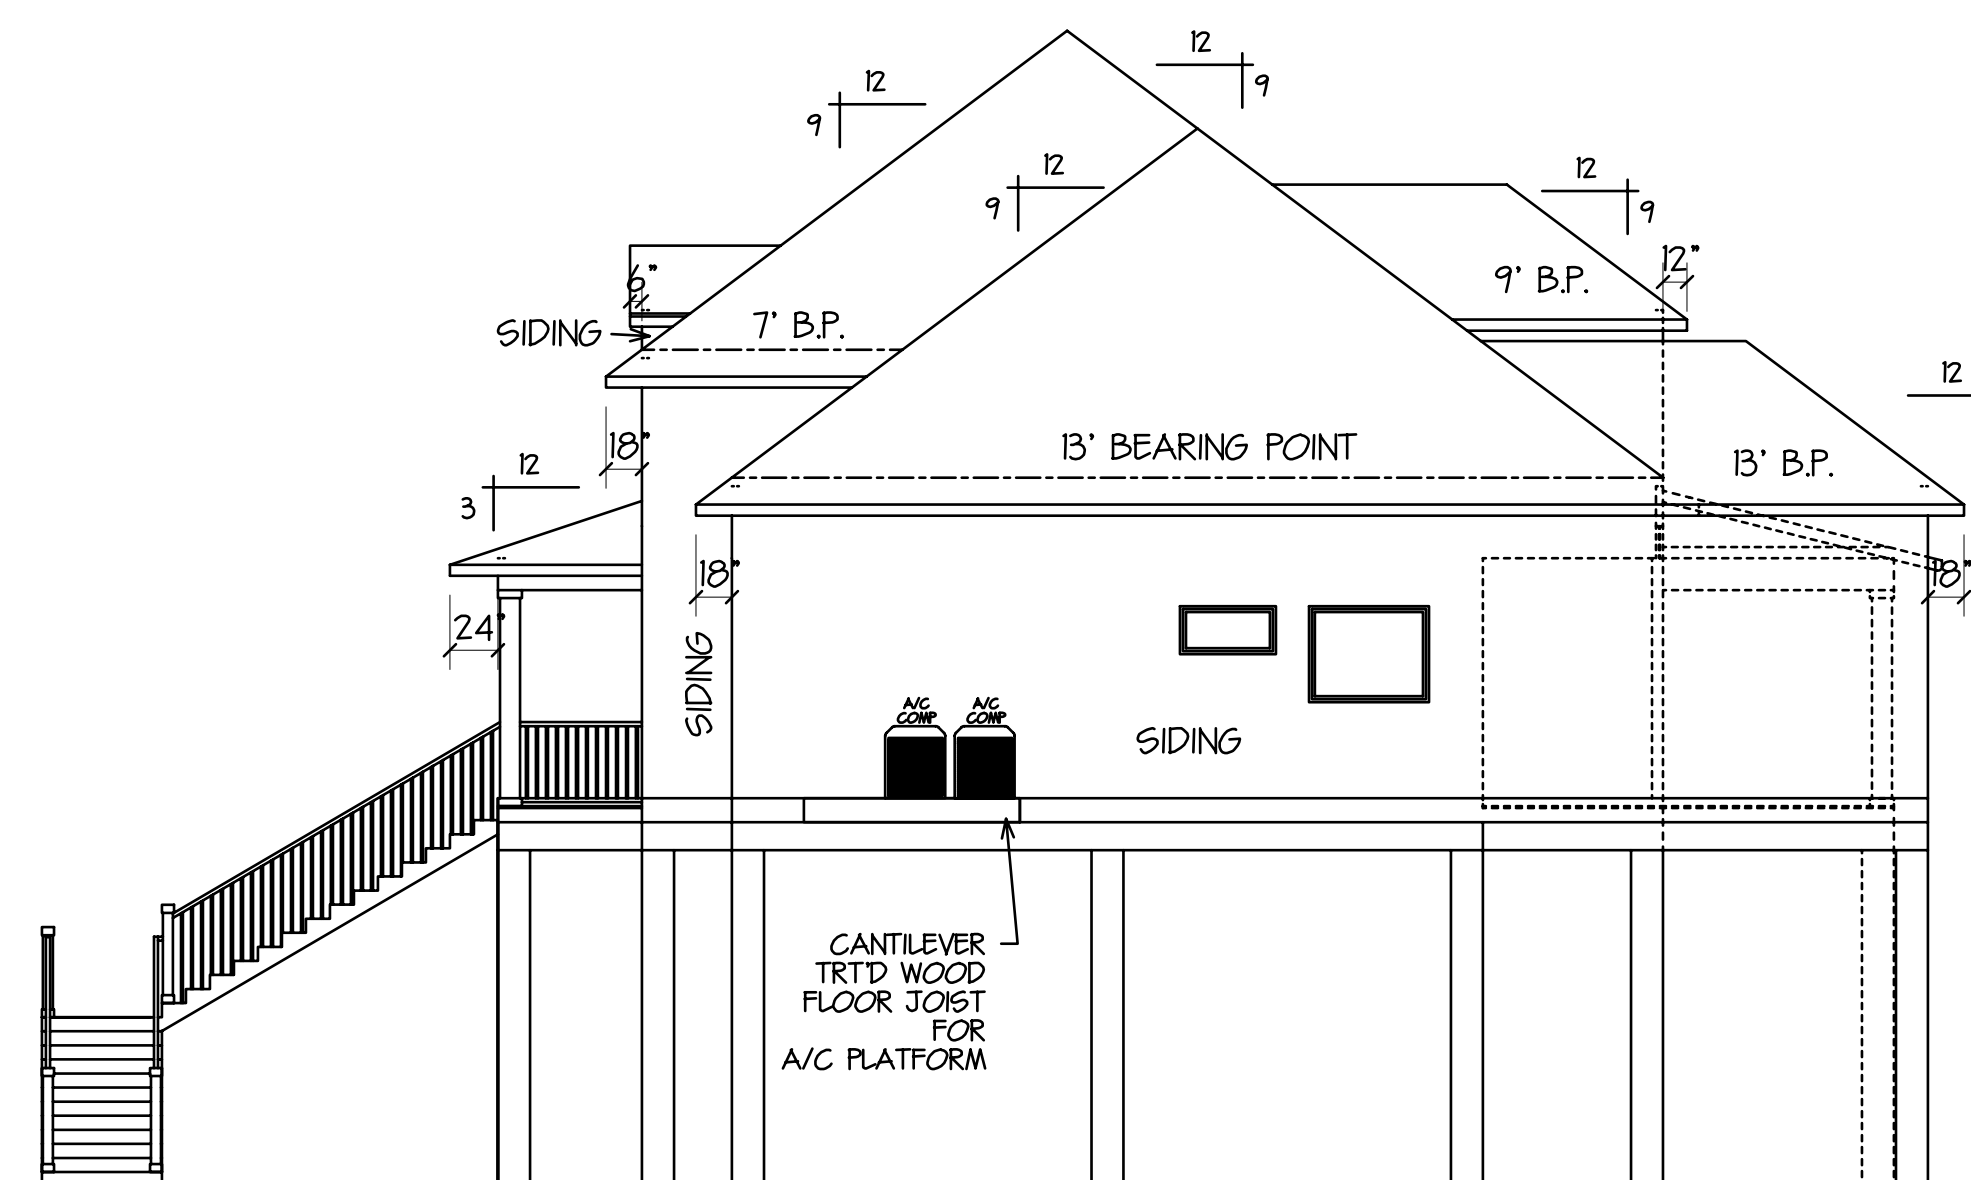 12
9
12
9
12
9
12
9
12"
9' B.P.
6"
SIDING
7' B.P.
12
18"
13' BEARING POINT
13' B.P.
12
3
18"
18"
24"
SIDING
A/C
COMP
A/C
COMP
SIDING
CANTILEVER
TRT'D WOOD
FLOOR JOIST
FOR
A/C PLATFORM